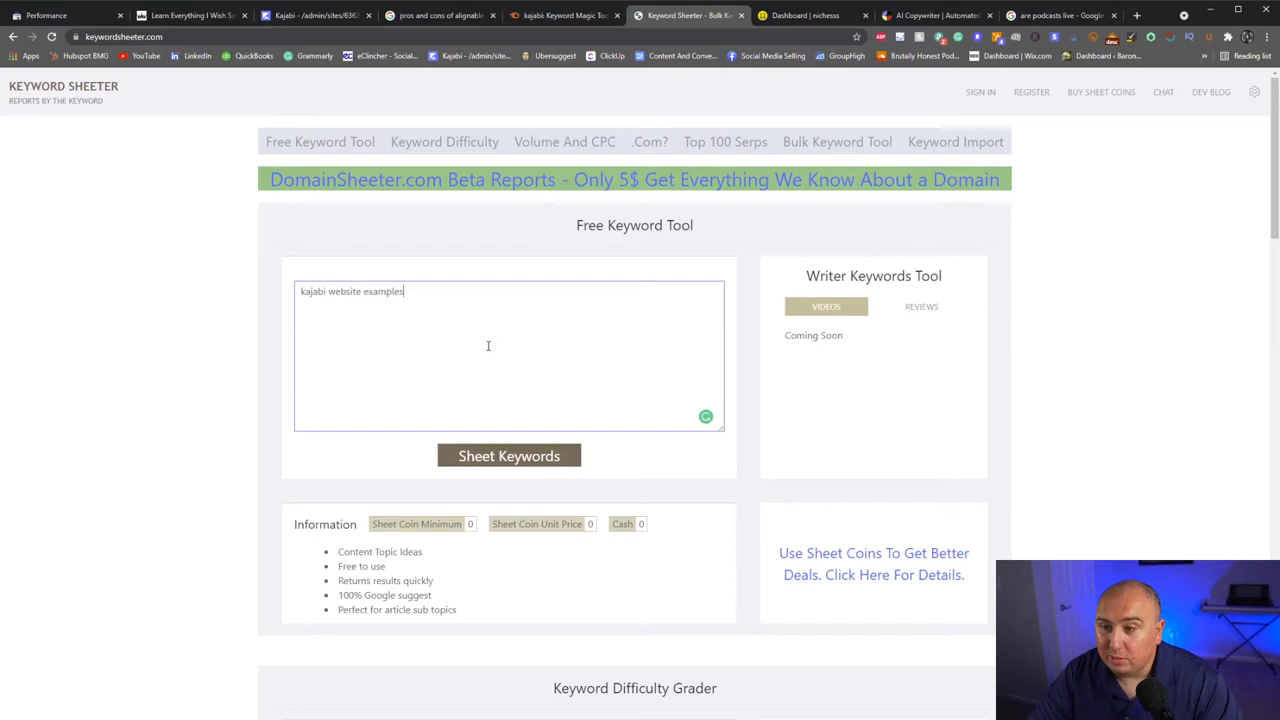 Performance
Learn Everything I Wish So
Kajabi - /admin/sites/6363
pros and cons of alignable
kajabi: Keyword Magic Too
Keyword Sheeter - Bulk Ke
Dashboard | nichesss
AI Copywriter | Automated
are podcasts live - Google
keywordsheeter.com
Apps
Hubspot BMG
YouTube
LinkedIn
QuickBooks
Grammarly
eClincher - Social...
Kajabi - /admin/site...
Ubersuggest
ClickUp
Content And Conve...
Social Media Selling
GroupHigh
Brutally Honest Pod...
Dashboard | Wix.com
Dashboard ‹ Baron...
Reading list
KEYWORD SHEETER
REPORTS BY THE KEYWORD
SIGN IN REGISTER BUY SHEET COINS CHAT DEV BLOG
Free Keyword Tool Keyword Difficulty Volume And CPC .Com? Top 100 Serps Bulk Keyword Tool Keyword Import
DomainSheeter.com Beta Reports - Only 5$ Get Everything We Know About a Domain
Free Keyword Tool
kajabi website examples
Sheet Keywords
Writer Keywords Tool
VIDEOS REVIEWS
Coming Soon
Information Sheet Coin Minimum 0 Sheet Coin Unit Price 0 Cash 0
• Content Topic Ideas
• Free to use
• Returns results quickly
• 100% Google suggest
• Perfect for article sub topics
Use Sheet Coins To Get Better
Deals. Click Here For Details.
Keyword Difficulty Grader